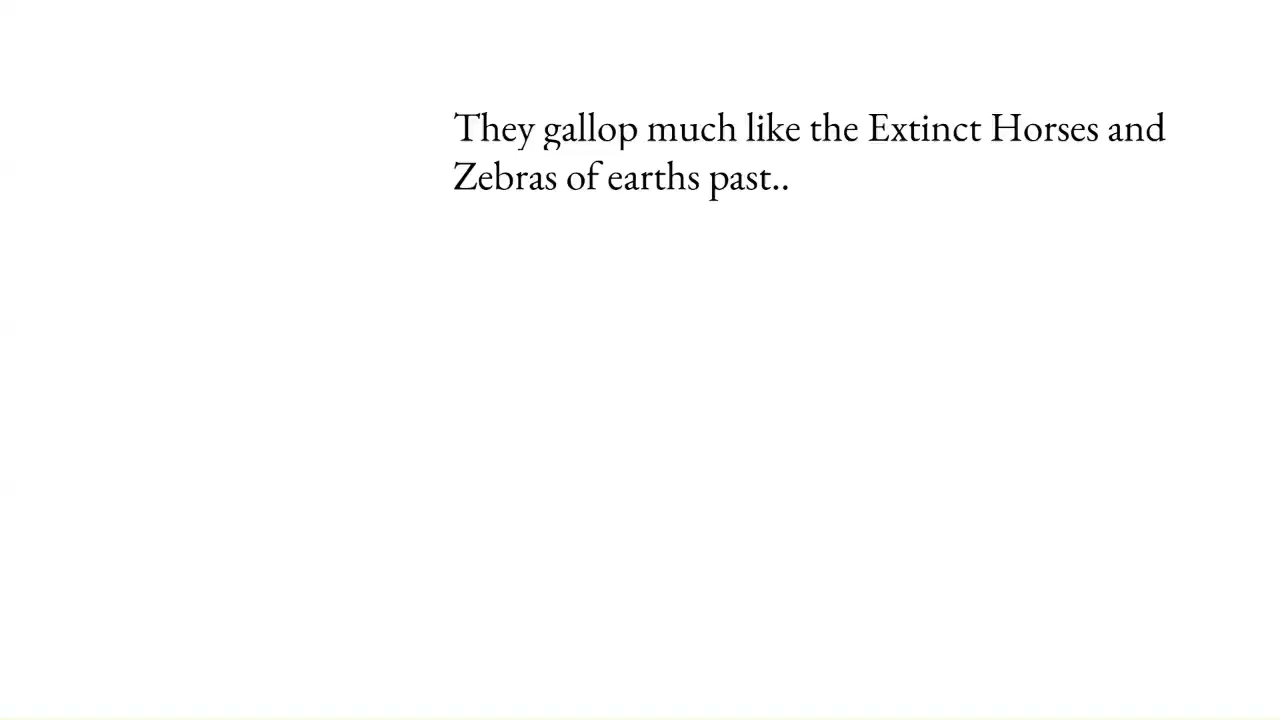 They gallop much like the Extinct Horses and
Zebras of earths past..